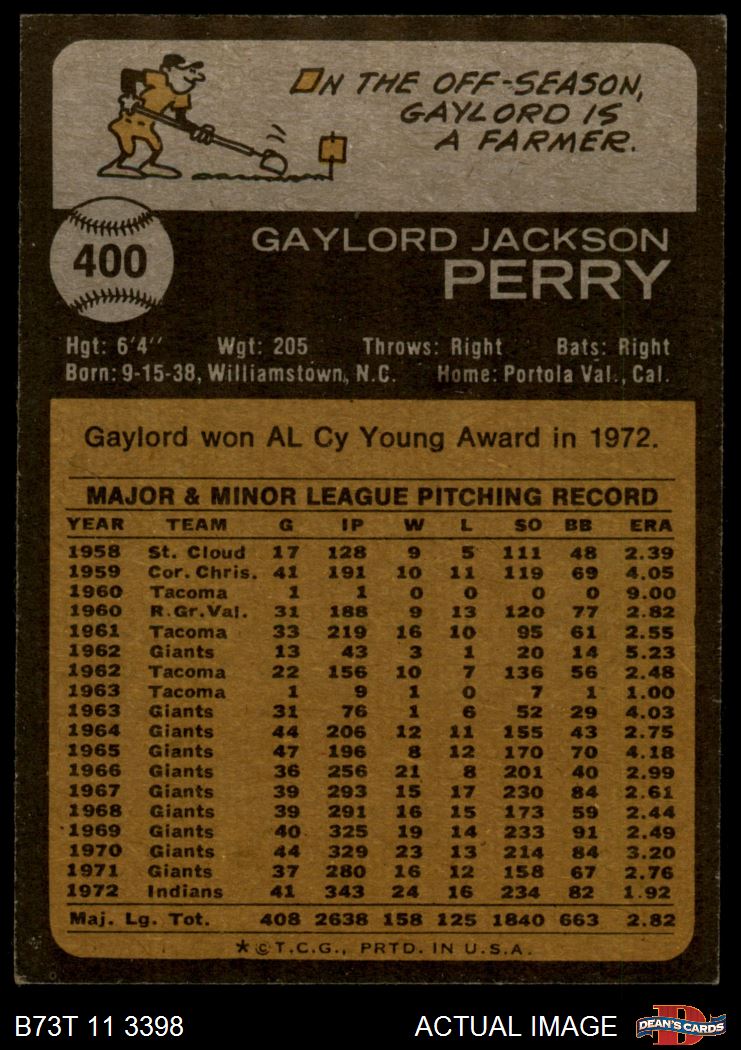 IN THE OFF-SEASON,
GAYLORD IS
A FARMER.
400
GAYLORD JACKSON
PERRY
Hgt: 6'4'' Wgt: 205 Throws: Right Bats: Right
Born: 9-15-38, Williamstown, N.C. Home: Portola Val., Cal.
Gaylord won AL Cy Young Award in 1972.
MAJOR & MINOR LEAGUE PITCHING RECORD
YEAR TEAM G IP W L SO BB ERA
1958 St. Cloud 17 128 9 5 111 48 2.39
1959 Cor. Chris. 41 191 10 11 119 69 4.05
1960 Tacoma 1 1 0 0 0 0 9.00
1960 R.Gr.Val. 31 188 9 13 120 77 2.82
1961 Tacoma 33 219 16 10 95 61 2.55
1962 Giants 13 43 3 1 20 14 5.23
1962 Tacoma 22 156 10 7 136 56 2.48
1963 Tacoma 1 9 1 0 7 1 1.00
1963 Giants 31 76 1 6 52 29 4.03
1964 Giants 44 206 12 11 155 43 2.75
1965 Giants 47 196 8 12 170 70 4.18
1966 Giants 36 256 21 8 201 40 2.99
1967 Giants 39 293 15 17 230 84 2.61
1968 Giants 39 291 16 15 173 59 2.44
1969 Giants 40 325 19 14 233 91 2.49
1970 Giants 44 329 23 13 214 84 3.20
1971 Giants 37 280 16 12 158 67 2.76
1972 Indians 41 343 24 16 234 82 1.92
Maj. Lg. Tot. 408 2638 158 125 1840 663 2.82
*©T.C.G., PRTD. IN U.S.A.
B73T 11 3398 ACTUAL IMAGE D DEAN'S CARDS